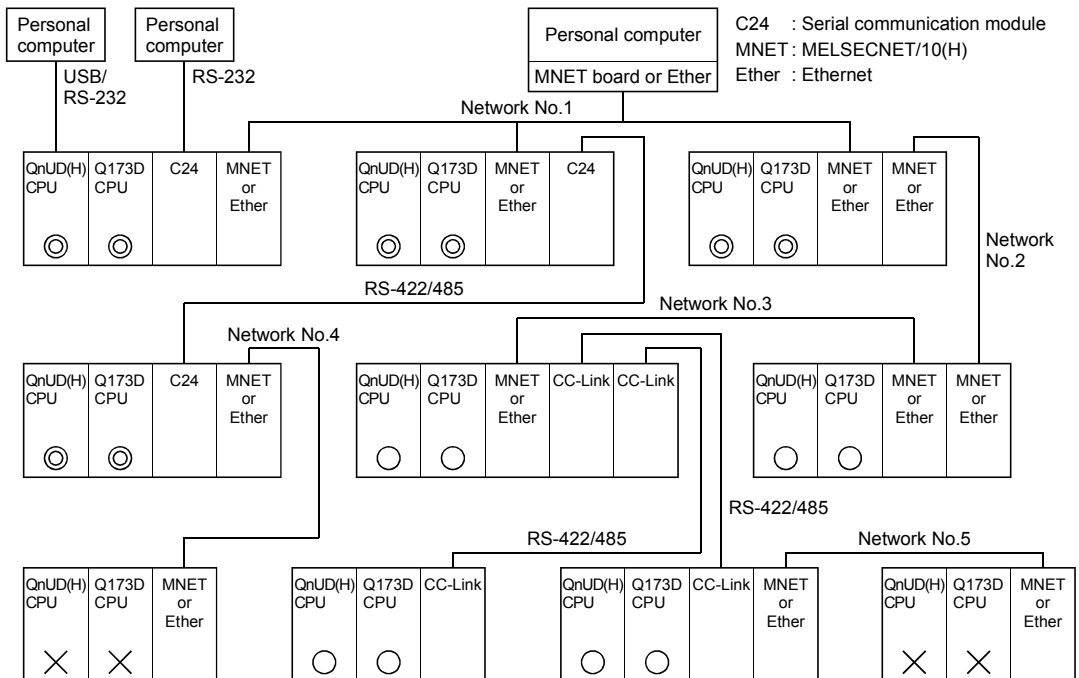 Personal
computer
Personal
computer
Personal computer
MNET board or Ether
C24 : Serial communication module
MNET : MELSECNET/10(H)
Ether : Ethernet
USB/
RS-232
RS-232
Network No.1
QnUD(H)
CPU
Q173D
CPU
C24
MNET
or
Ether
QnUD(H)
CPU
Q173D
CPU
MNET
or
Ether
C24
QnUD(H)
CPU
Q173D
CPU
MNET
or
Ether
MNET
or
Ether
Network
No.2
RS-422/485
Network No.3
Network No.4
QnUD(H)
CPU
Q173D
CPU
C24
MNET
or
Ether
QnUD(H)
CPU
Q173D
CPU
MNET
or
Ether
CC-Link
CC-Link
QnUD(H)
CPU
Q173D
CPU
MNET
or
Ether
MNET
or
Ether
RS-422/485
RS-422/485
Network No.5
QnUD(H)
CPU
Q173D
CPU
MNET
or
Ether
QnUD(H)
CPU
Q173D
CPU
CC-Link
QnUD(H)
CPU
Q173D
CPU
CC-Link
MNET
or
Ether
QnUD(H)
CPU
Q173D
CPU
MNET
or
Ether